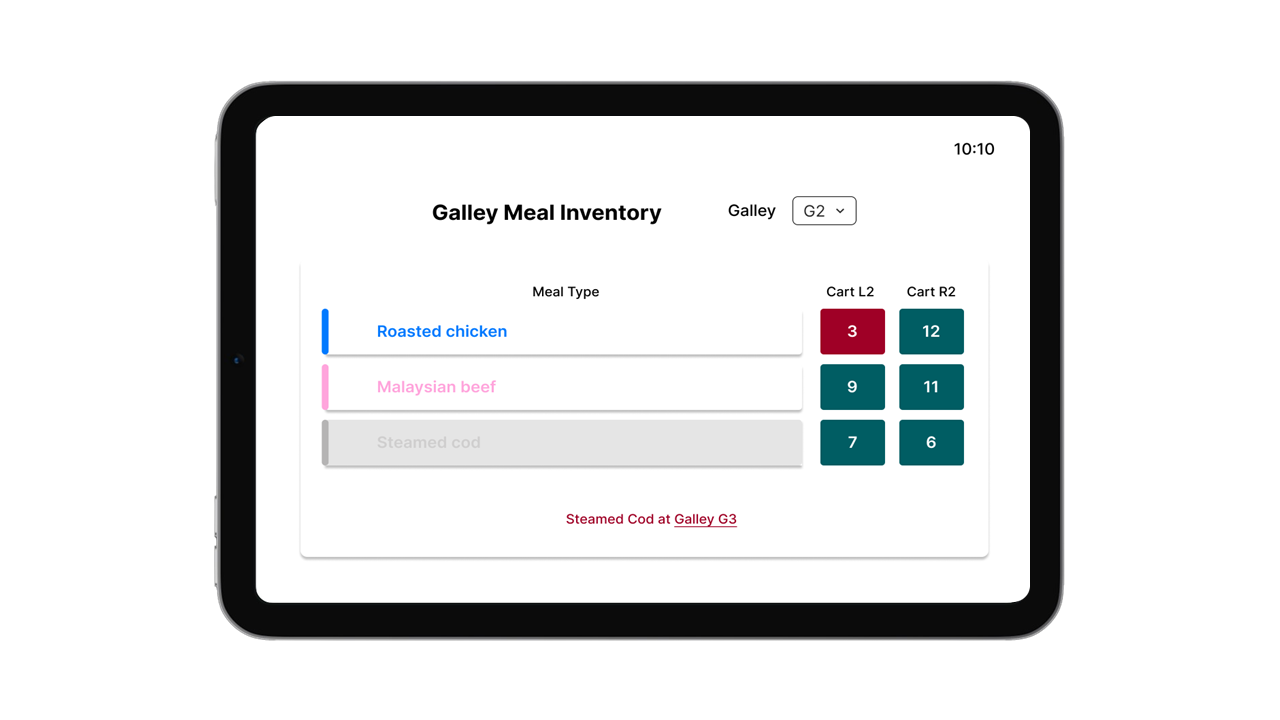 10:10
Galley Meal Inventory Galley G2
Meal Type Cart L2 Cart R2
Roasted chicken 3 12
Malaysian beef 9 11
Steamed cod 7 6
Steamed Cod at Galley G3